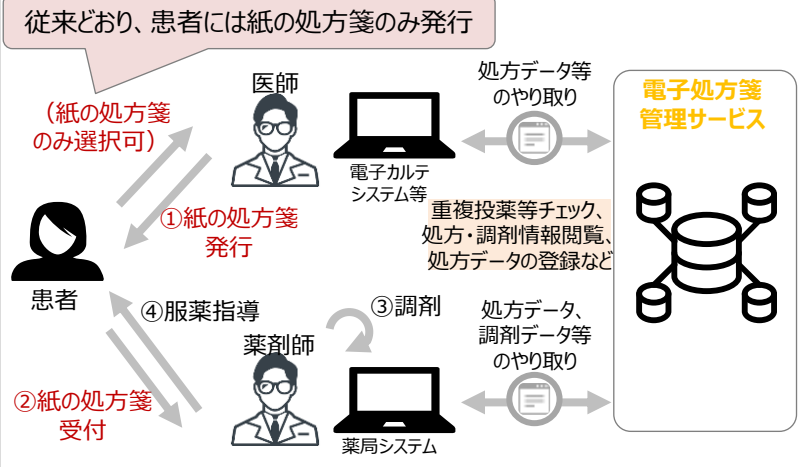 従来どおり、患者には紙の処方箋のみ発行
（紙の処方箋
のみ選択可）
医師
処方データ等
のやり取り
電子処方箋
管理サービス
電子カルテ
システム等
①紙の処方箋
発行
重複投薬等チェック、
処方・調剤情報閲覧、
処方データの登録など
患者
④服薬指導
③調剤
処方データ、
調剤データ等
のやり取り
薬剤師
②紙の処方箋
受付
薬局システム